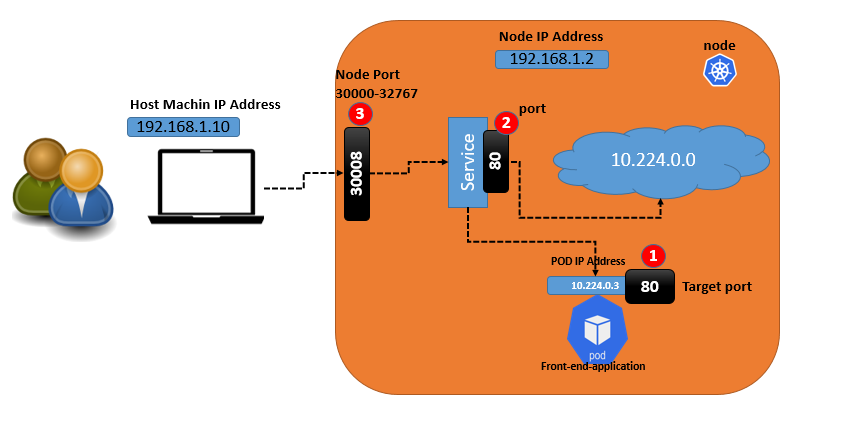 Node IP Address
192.168.1.2
node
Node Port
30000-32767
3
Host Machin IP Address
192.168.1.10
30008
Service
2
port
80
10.224.0.0
1
POD IP Address
10.224.0.3
80
Target port
pod
Front-end-application